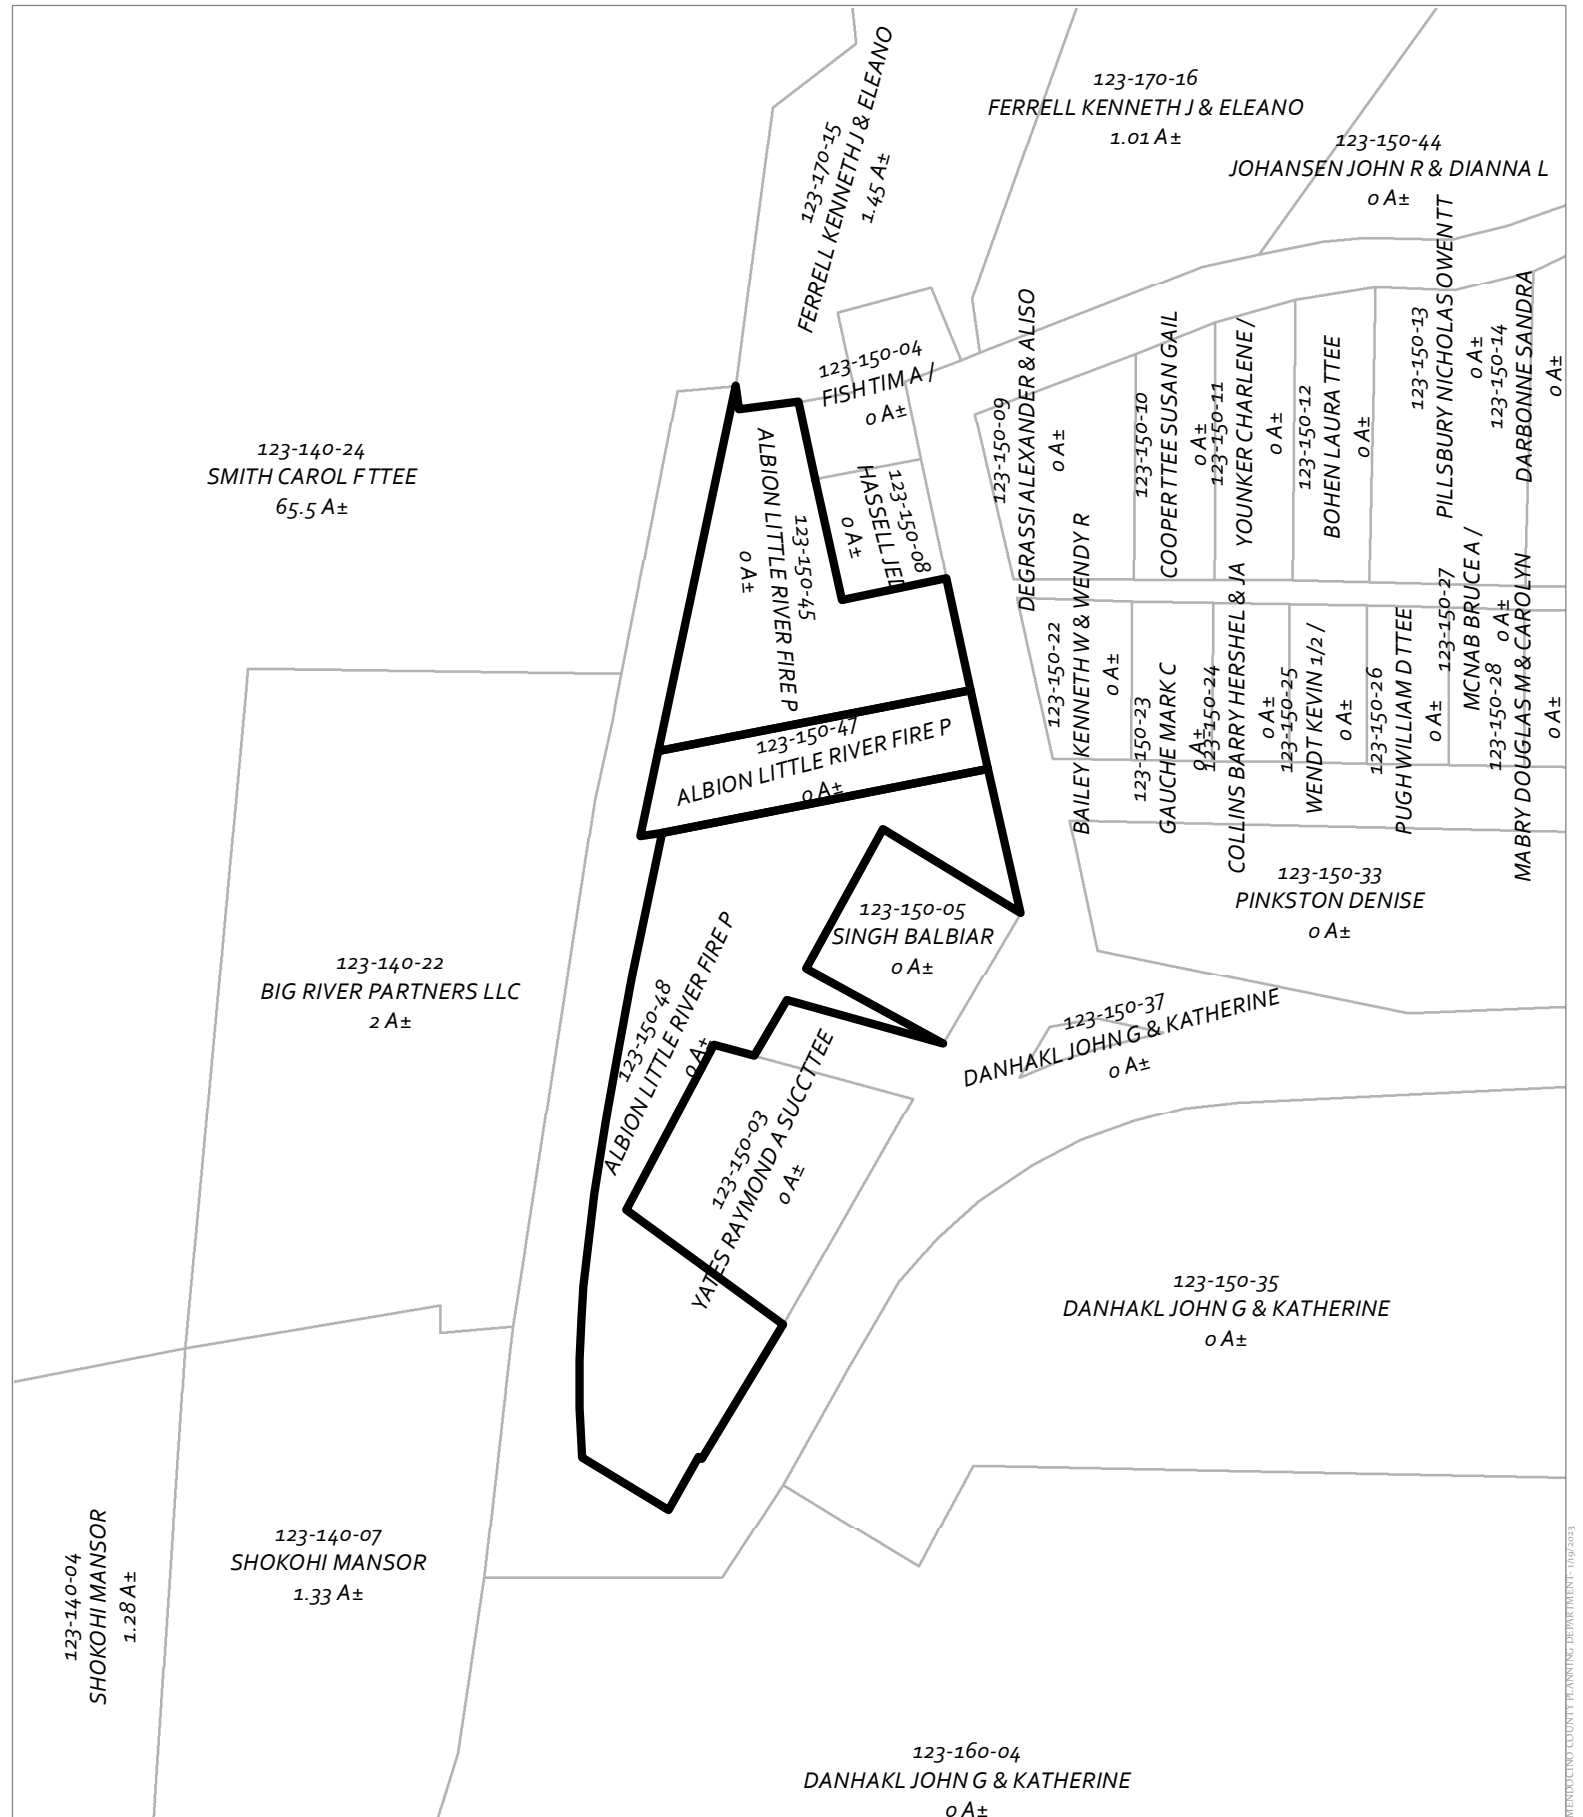 123-170-15
FERRELL KENNETH J & ELEANO
1.45 A±
123-170-16
FERRELL KENNETH J & ELEANO
1.01 A±
123-150-44
JOHANSEN JOHN R & DIANNA L
0 A±
123-140-24
SMITH CAROL F TTEE
65.5 A±
123-150-04
FISH TIM A /
0 A±
123-150-08
HASSELL JED
0 A±
123-150-45
ALBION LITTLE RIVER FIRE P
0 A±
123-150-47
ALBION LITTLE RIVER FIRE P
0 A±
123-150-09
DEGRASSI ALEXANDER & ALISO
0 A±
123-150-10
COOPER TTEE SUSAN GAIL
0 A±
123-150-11
YOUNKER CHARLENE /
0 A±
123-150-12
BOHEN LAURA TTEE
0 A±
123-150-13
PILLSBURY NICHOLAS OWEN TT
0 A±
123-150-14
DARBONNE SANDRA
0 A±
123-150-22
BAILEY KENNETH W & WENDY R
0 A±
123-150-23
GAUCHE MARK C
0 A±
123-150-24
COLLINS BARRY HERSHEL & JA
0 A±
123-150-25
WENDT KEVIN 1/2 /
0 A±
123-150-26
PUGH WILLIAM D TTEE
0 A±
123-150-27
MCNAB BRUCE A /
0 A±
123-150-28
MABRY DOUGLAS M & CAROLYN
0 A±
123-150-33
PINKSTON DENISE
0 A±
123-150-05
SINGH BALBIAR
0 A±
123-140-22
BIG RIVER PARTNERS LLC
2 A±
123-150-48
ALBION LITTLE RIVER FIRE P
0 A±
123-150-37
DANHAKL JOHN G & KATHERINE
0 A±
123-150-03
YATES RAYMOND A SUCCTTEE
0 A±
123-150-35
DANHAKL JOHN G & KATHERINE
0 A±
123-140-04
SHOKOHI MANSOR
1.28 A±
123-140-07
SHOKOHI MANSOR
1.33 A±
123-160-04
DANHAKL JOHN G & KATHERINE
0 A±
MENDOCINO COUNTY PLANNING DEPARTMENT- 1/19/2023